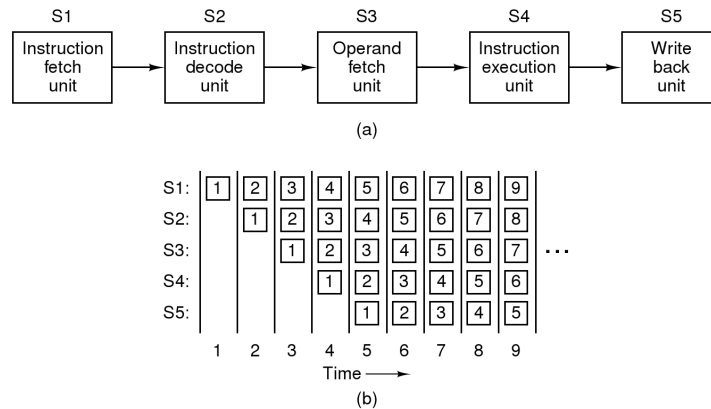 S1 S2 S3 S4 S5
Instruction fetch unit
Instruction decode unit
Operand fetch unit
Instruction execution unit
Write back unit
(a)
S1: 1 2 3 4 5 6 7 8 9
S2: 1 2 3 4 5 6 7 8
S3: 1 2 3 4 5 6 7 ...
S4: 1 2 3 4 5 6
S5: 1 2 3 4 5
1 2 3 4 5 6 7 8 9
Time
(b)